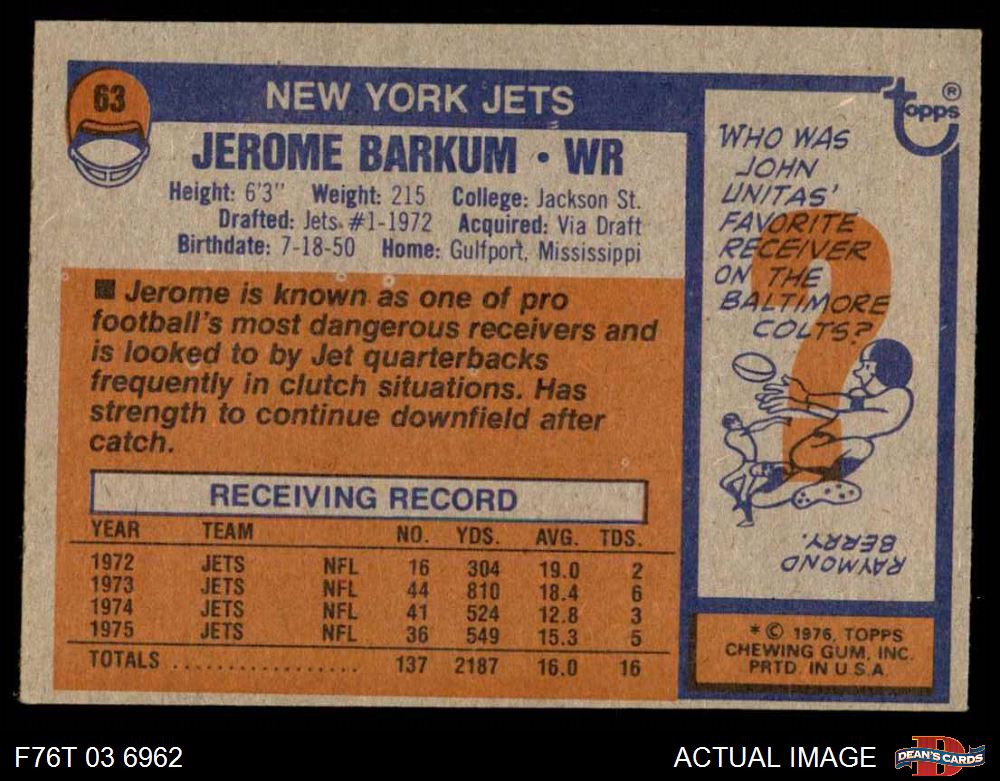 63
NEW YORK JETS
JEROME BARKUM • WR
Height: 6'3" Weight: 215 College: Jackson St.
Drafted: Jets #1-1972 Acquired: Via Draft
Birthdate: 7-18-50 Home: Gulfport, Mississippi
■ Jerome is known as one of pro
football's most dangerous receivers and
is looked to by Jet quarterbacks
frequently in clutch situations. Has
strength to continue downfield after
catch.
RECEIVING RECORD
YEAR TEAM NO. YDS. AVG. TDS.
1972 JETS NFL 16 304 19.0 2
1973 JETS NFL 44 810 18.4 6
1974 JETS NFL 41 524 12.8 3
1975 JETS NFL 36 549 15.3 5
TOTALS .................. 137 2187 16.0 16
topps ®
WHO WAS
JOHN
UNITAS'
FAVORITE
RECEIVER
ON THE
BALTIMORE
COLTS?
?
RAYMOND
BERRY.
* © 1976, TOPPS
CHEWING GUM, INC.
PRTD. IN U.S.A.
F76T 03 6962
ACTUAL IMAGE
D
DEAN'S CARDS